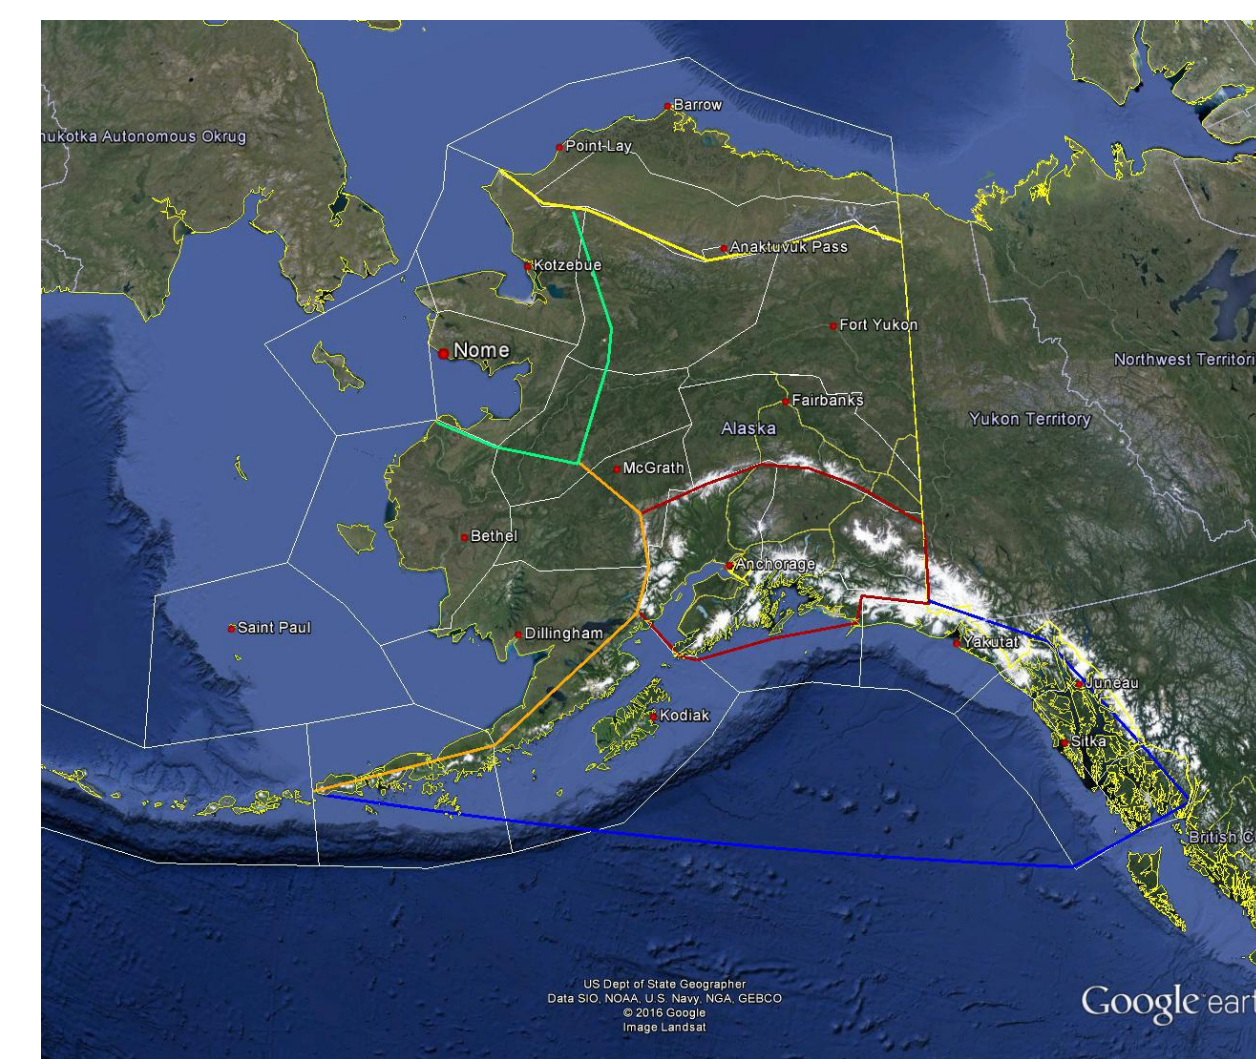 Barrow
hukotka Autonomous Okrug
Point-Lay
Anaktuvuk Pass
Kotzebue
Fort Yukon
Nome
Northwest Territori
Fairbanks
Yukon Territory
Alaska
McGrath
Bethel
Anchorage
Saint Paul
Dillingham
Yakutat
Juneau
Kodiak
Sitka
British C
US Dept of State Geographer
Data SIO, NOAA, U.S. Navy, NGA, GEBCO
© 2016 Google
Image Landsat
Google eart